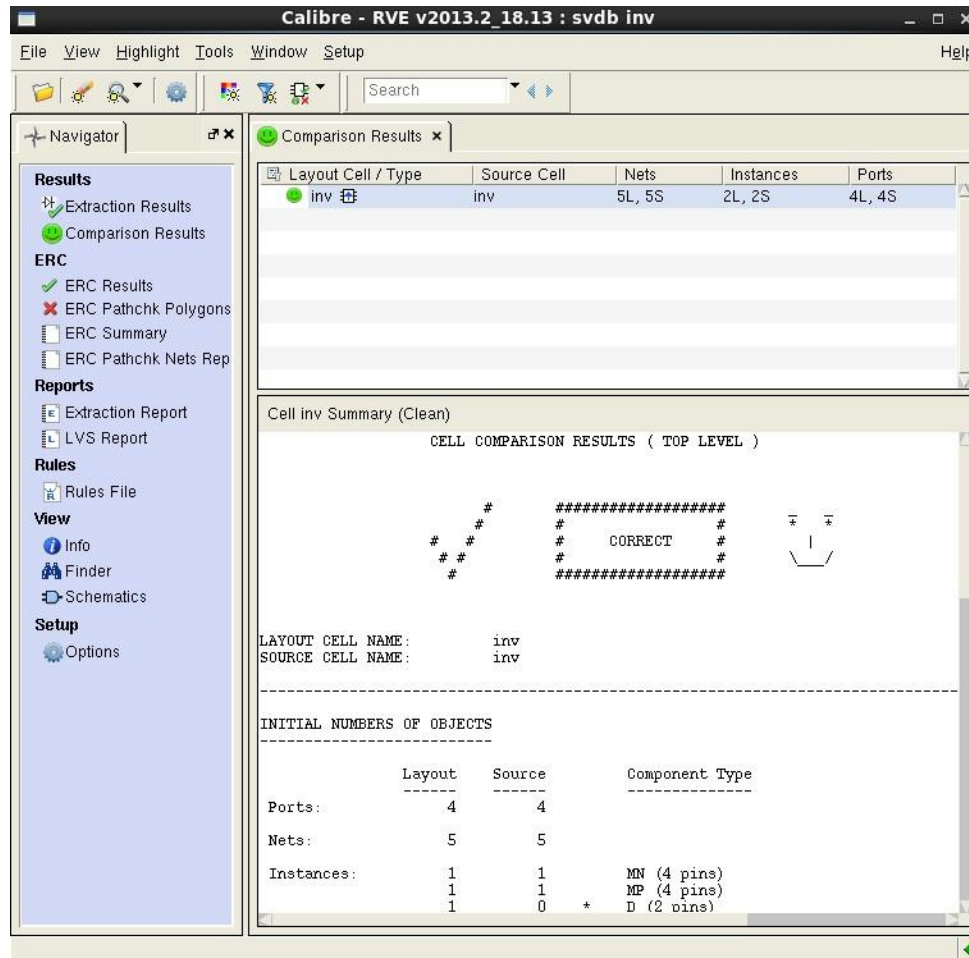 Calibre - RVE v2013.2_18.13 : svdb inv
File View Highlight Tools Window Setup
Search
Navigator
Results
Extraction Results
Comparison Results
ERC
ERC Results
ERC Pathchk Polygons
ERC Summary
ERC Pathchk Nets Rep
Reports
Extraction Report
LVS Report
Rules
Rules File
View
Info
Finder
Schematics
Setup
Options
Comparison Results
Layout Cell / Type Source Cell Nets Instances Ports
inv inv 5L, 5S 2L, 2S 4L, 4S
Cell inv Summary (Clean)
CELL COMPARISON RESULTS ( TOP LEVEL )
CORRECT
LAYOUT CELL NAME: inv
SOURCE CELL NAME: inv
INITIAL NUMBERS OF OBJECTS
Layout Source Component Type
Ports: 4 4
Nets: 5 5
Instances: 1 1 MN (4 pins)
1 1 MP (4 pins)
1 0 * D (2 pins)